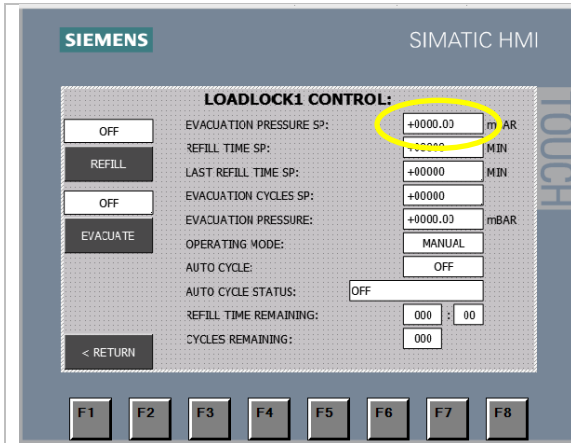 SIEMENS SIMATIC HMI
TOUCH
LOADLOCK1 CONTROL:
OFF
REFILL
OFF
EVACUATE
< RETURN
EVACUATION PRESSURE SP: +0000.00 mBAR
REFILL TIME SP: +00000 MIN
LAST REFILL TIME SP: +00000 MIN
EVACUATION CYCLES SP: +00000
EVACUATION PRESSURE: +0000.00 mBAR
OPERATING MODE: MANUAL
AUTO CYCLE: OFF
AUTO CYCLE STATUS: OFF
REFILL TIME REMAINING: 000 : 00
CYCLES REMAINING: 000
F1 F2 F3 F4 F5 F6 F7 F8